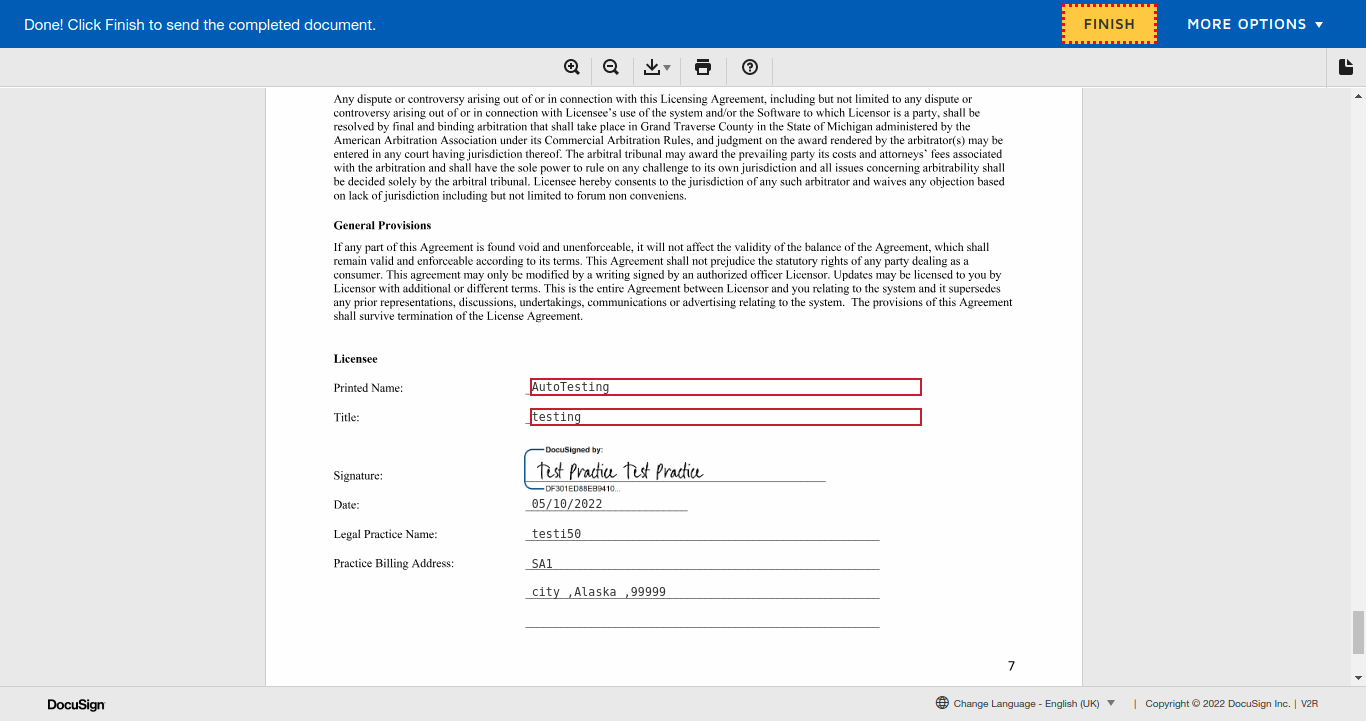 Done! Click Finish to send the completed document.
FINISH
MORE OPTIONS
Any dispute or controversy arising out of or in connection with this Licensing Agreement, including but not limited to any dispute or
controversy arising out of or in connection with Licensee's use of the system and/or the Software to which Licensor is a party, shall be
resolved by final and binding arbitration that shall take place in Grand Traverse County in the State of Michigan administered by the
American Arbitration Association under its Commercial Arbitration Rules, and judgment on the award rendered by the arbitrator(s) may be
entered in any court having jurisdiction thereof. The arbitral tribunal may award the prevailing party its costs and attorneys' fees associated
with the arbitration and shall have the sole power to rule on any challenge to its own jurisdiction and all issues concerning arbitrability shall
be decided solely by the arbitral tribunal. Licensee hereby consents to the jurisdiction of any such arbitrator and waives any objection based
on lack of jurisdiction including but not limited to forum non conveniens.
General Provisions
If any part of this Agreement is found void and unenforceable, it will not affect the validity of the balance of the Agreement, which shall
remain valid and enforceable according to its terms. This Agreement shall not prejudice the statutory rights of any party dealing as a
consumer. This agreement may only be modified by a writing signed by an authorized officer Licensor. Updates may be licensed to you by
Licensor with additional or different terms. This is the entire Agreement between Licensor and you relating to the system and it supersedes
any prior representations, discussions, undertakings, communications or advertising relating to the system. The provisions of this Agreement
shall survive termination of the License Agreement.
Licensee
Printed Name: AutoTesting
Title: testing
DocuSigned by:
Signature: Test Practice Test Practice
DF301ED88EB9410...
Date: 05/10/2022
Legal Practice Name: testi50
Practice Billing Address: SA1
city ,Alaska ,99999
7
DocuSign
Change Language - English (UK) | Copyright © 2022 DocuSign Inc. | V2R